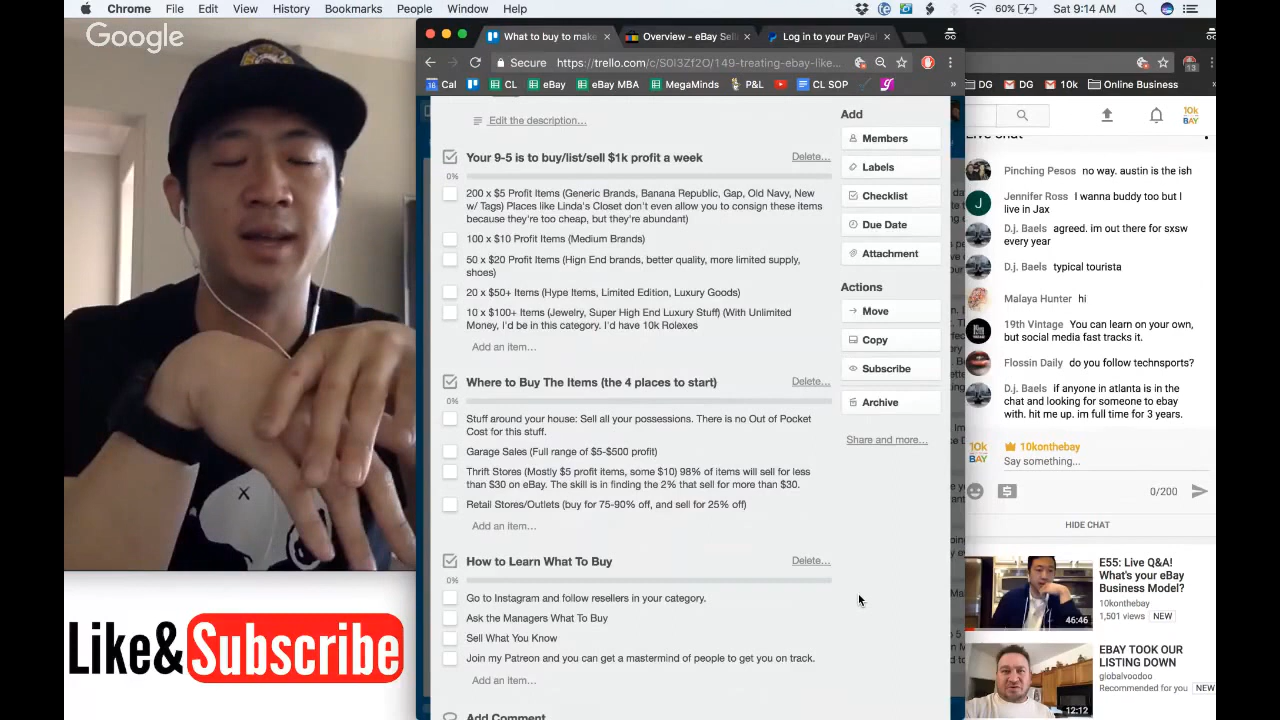 Chrome File Edit View History Bookmarks People Window Help
60% Sat 9:14 AM
Google
What to buy to make
Overview - eBay Sell
Log in to your PayPal
Secure https://trello.com/c/S0I3Zf2O/149-treating-ebay-like...
13
Cal CL eBay eBay MBA MegaMinds P&L CL SOP »
DG DG 10k Online Business
Edit the description…
Your 9-5 is to buy/list/sell $1k profit a week
Delete…
0%
200 x $5 Profit Items (Generic Brands, Banana Republic, Gap, Old Navy, New
w/ Tags) Places like Linda's Closet don't even allow you to consign these items
because they're too cheap, but they're abundant)
100 x $10 Profit Items (Medium Brands)
50 x $20 Profit Items (Hign End brands, better quality, more limited supply,
shoes)
20 x $50+ Items (Hype Items, Limited Edition, Luxury Goods)
10 x $100+ Items (Jewelry, Super High End Luxury Stuff) (With Unlimited
Money, I'd be in this category. I'd have 10k Rolexes
Add an item…
Where to Buy The Items (the 4 places to start)
Delete…
0%
Stuff around your house: Sell all your possessions. There is no Out of Pocket
Cost for this stuff.
Garage Sales (Full range of $5-$500 profit)
Thrift Stores (Mostly $5 profit items, some $10) 98% of items will sell for less
than $30 on eBay. The skill is in finding the 2% that sell for more than $30.
Retail Stores/Outlets (buy for 75-90% off, and sell for 25% off)
Add an item…
How to Learn What To Buy
Delete…
0%
Go to Instagram and follow resellers in your category.
Ask the Managers What To Buy
Sell What You Know
Join my Patreon and you can get a mastermind of people to get you on track.
Add an item…
Add Comment
Add
Members
Labels
Checklist
Due Date
Attachment
Actions
Move
Copy
Subscribe
Archive
Share and more…
10k
BAY
Live chat
Pinching Pesos no way. austin is the ish
J
Jennifer Ross I wanna buddy too but I
live in Jax
D.j. Baels agreed. im out there for sxsw
every year
D.j. Baels typical tourista
Malaya Hunter hi
19th Vintage You can learn on your own,
but social media fast tracks it.
Flossin Daily do you follow technsports?
D.j. Baels if anyone in atlanta is in the
chat and looking for someone to ebay
with. hit me up. im full time for 3 years.
10k
BAY
10konthebay
Say something...
0/200
HIDE CHAT
E55: Live Q&A!
What's your eBay
Business Model?
10konthebay
1,501 views NEW
46:46
EBAY TOOK OUR
LISTING DOWN
globalvoodoo
Recommended for you NEW
12:12
Like&Subscribe